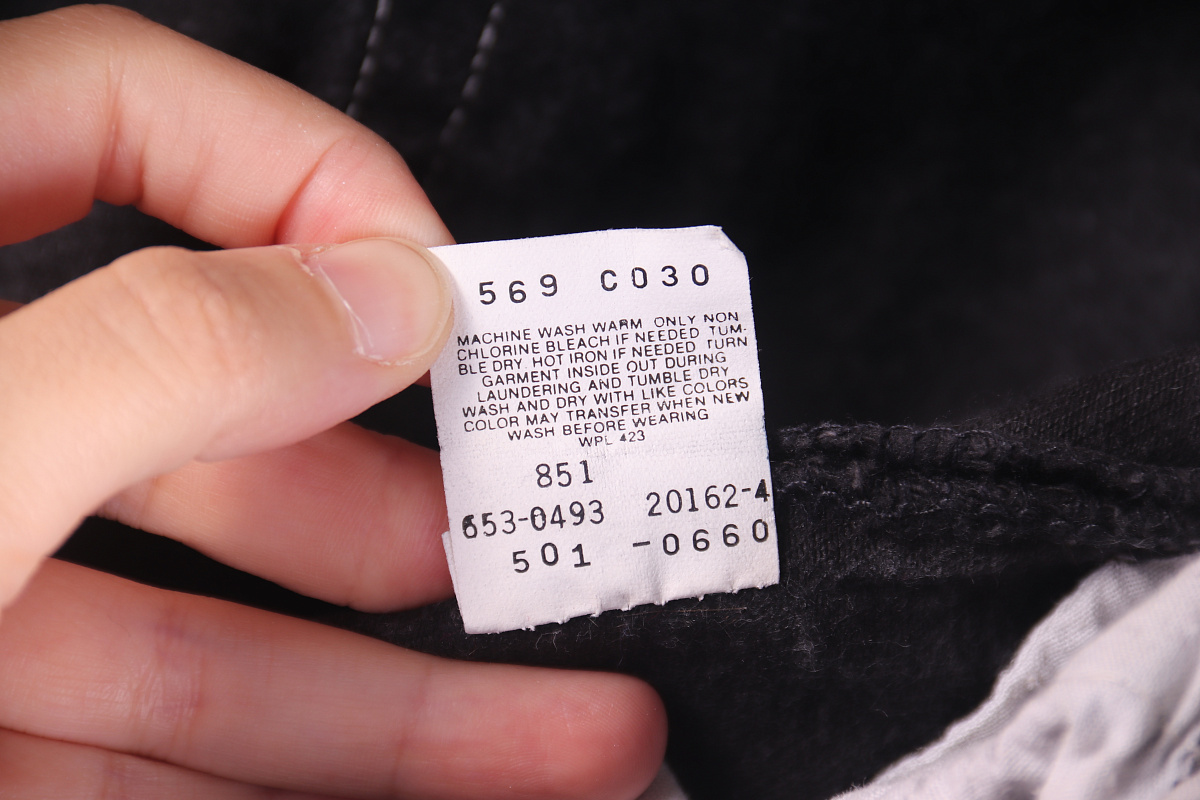 569 C030
MACHINE WASH WARM ONLY NON
CHLORINE BLEACH IF NEEDED TUM-
BLE DRY. HOT IRON IF NEEDED TURN
GARMENT INSIDE OUT DURING
LAUNDERING AND TUMBLE DRY
WASH AND DRY WITH LIKE COLORS
COLOR MAY TRANSFER WHEN NEW
WASH BEFORE WEARING
WPL 423
851
653-0493 20162-4
501 -0660